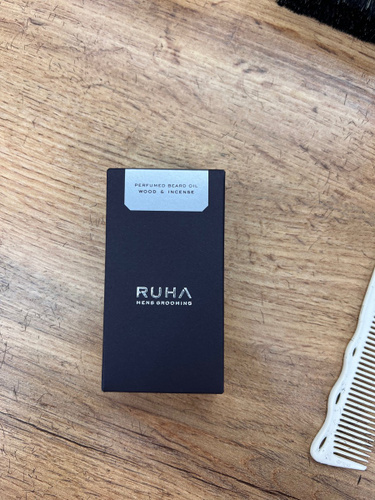 PERFUMED BEARD OIL
WOOD & INCENSE
RUHA
MENS GROOMING